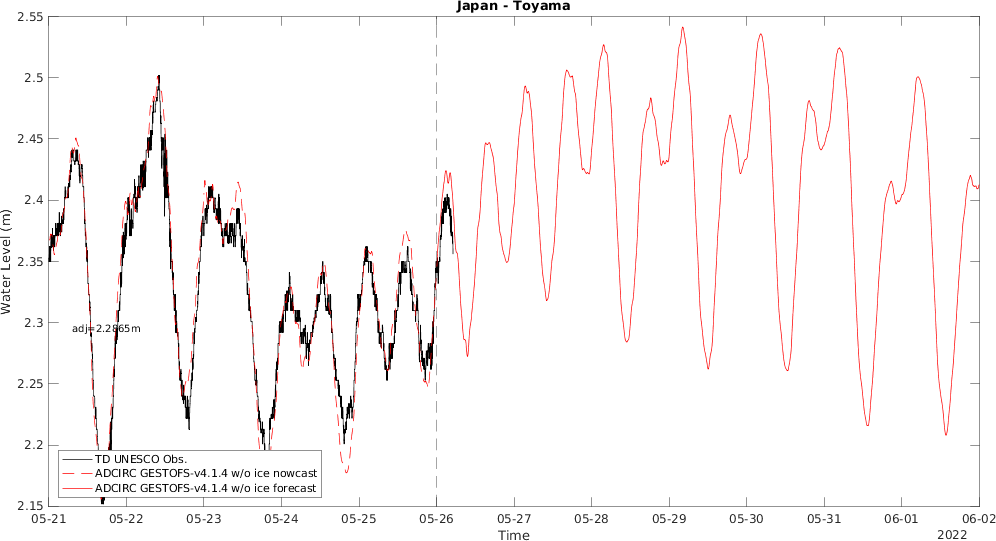 Japan - Toyama
2.55
2.5
2.45
2.4
2.35
2.3
2.25
2.2
2.15
Water Level (m)
adj=2.2865m
TD UNESCO Obs.
ADCIRC GESTOFS-v4.1.4 w/o ice nowcast
ADCIRC GESTOFS-v4.1.4 w/o ice forecast
05-21 05-22 05-23 05-24 05-25 05-26 05-27 05-28 05-29 05-30 05-31 06-01 06-02
Time
2022